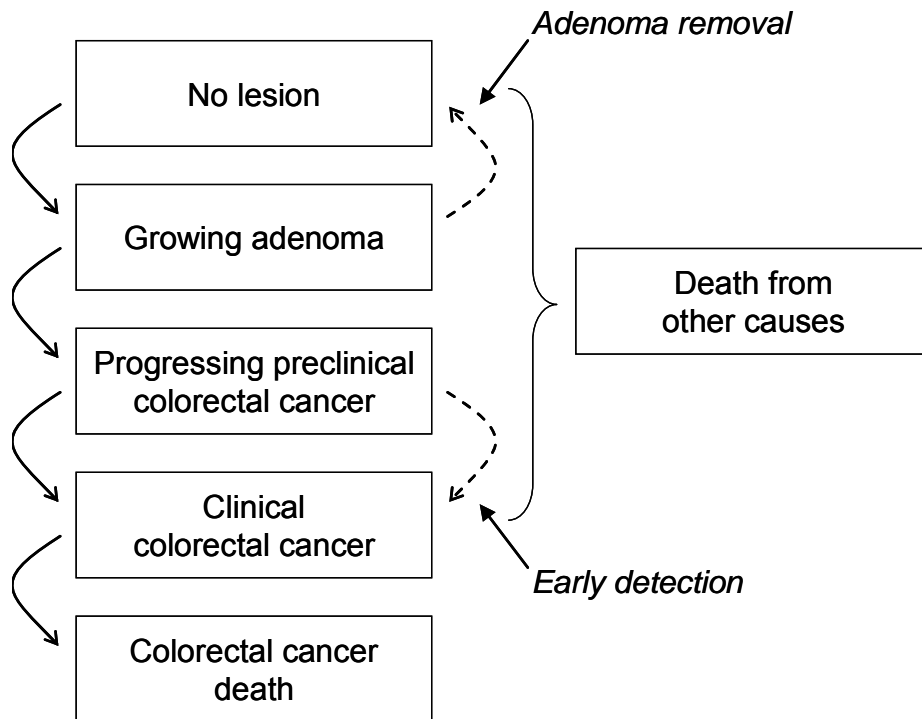 Adenoma removal
No lesion
Growing adenoma
Death from
other causes
Progressing preclinical
colorectal cancer
Clinical
colorectal cancer
Early detection
Colorectal cancer
death